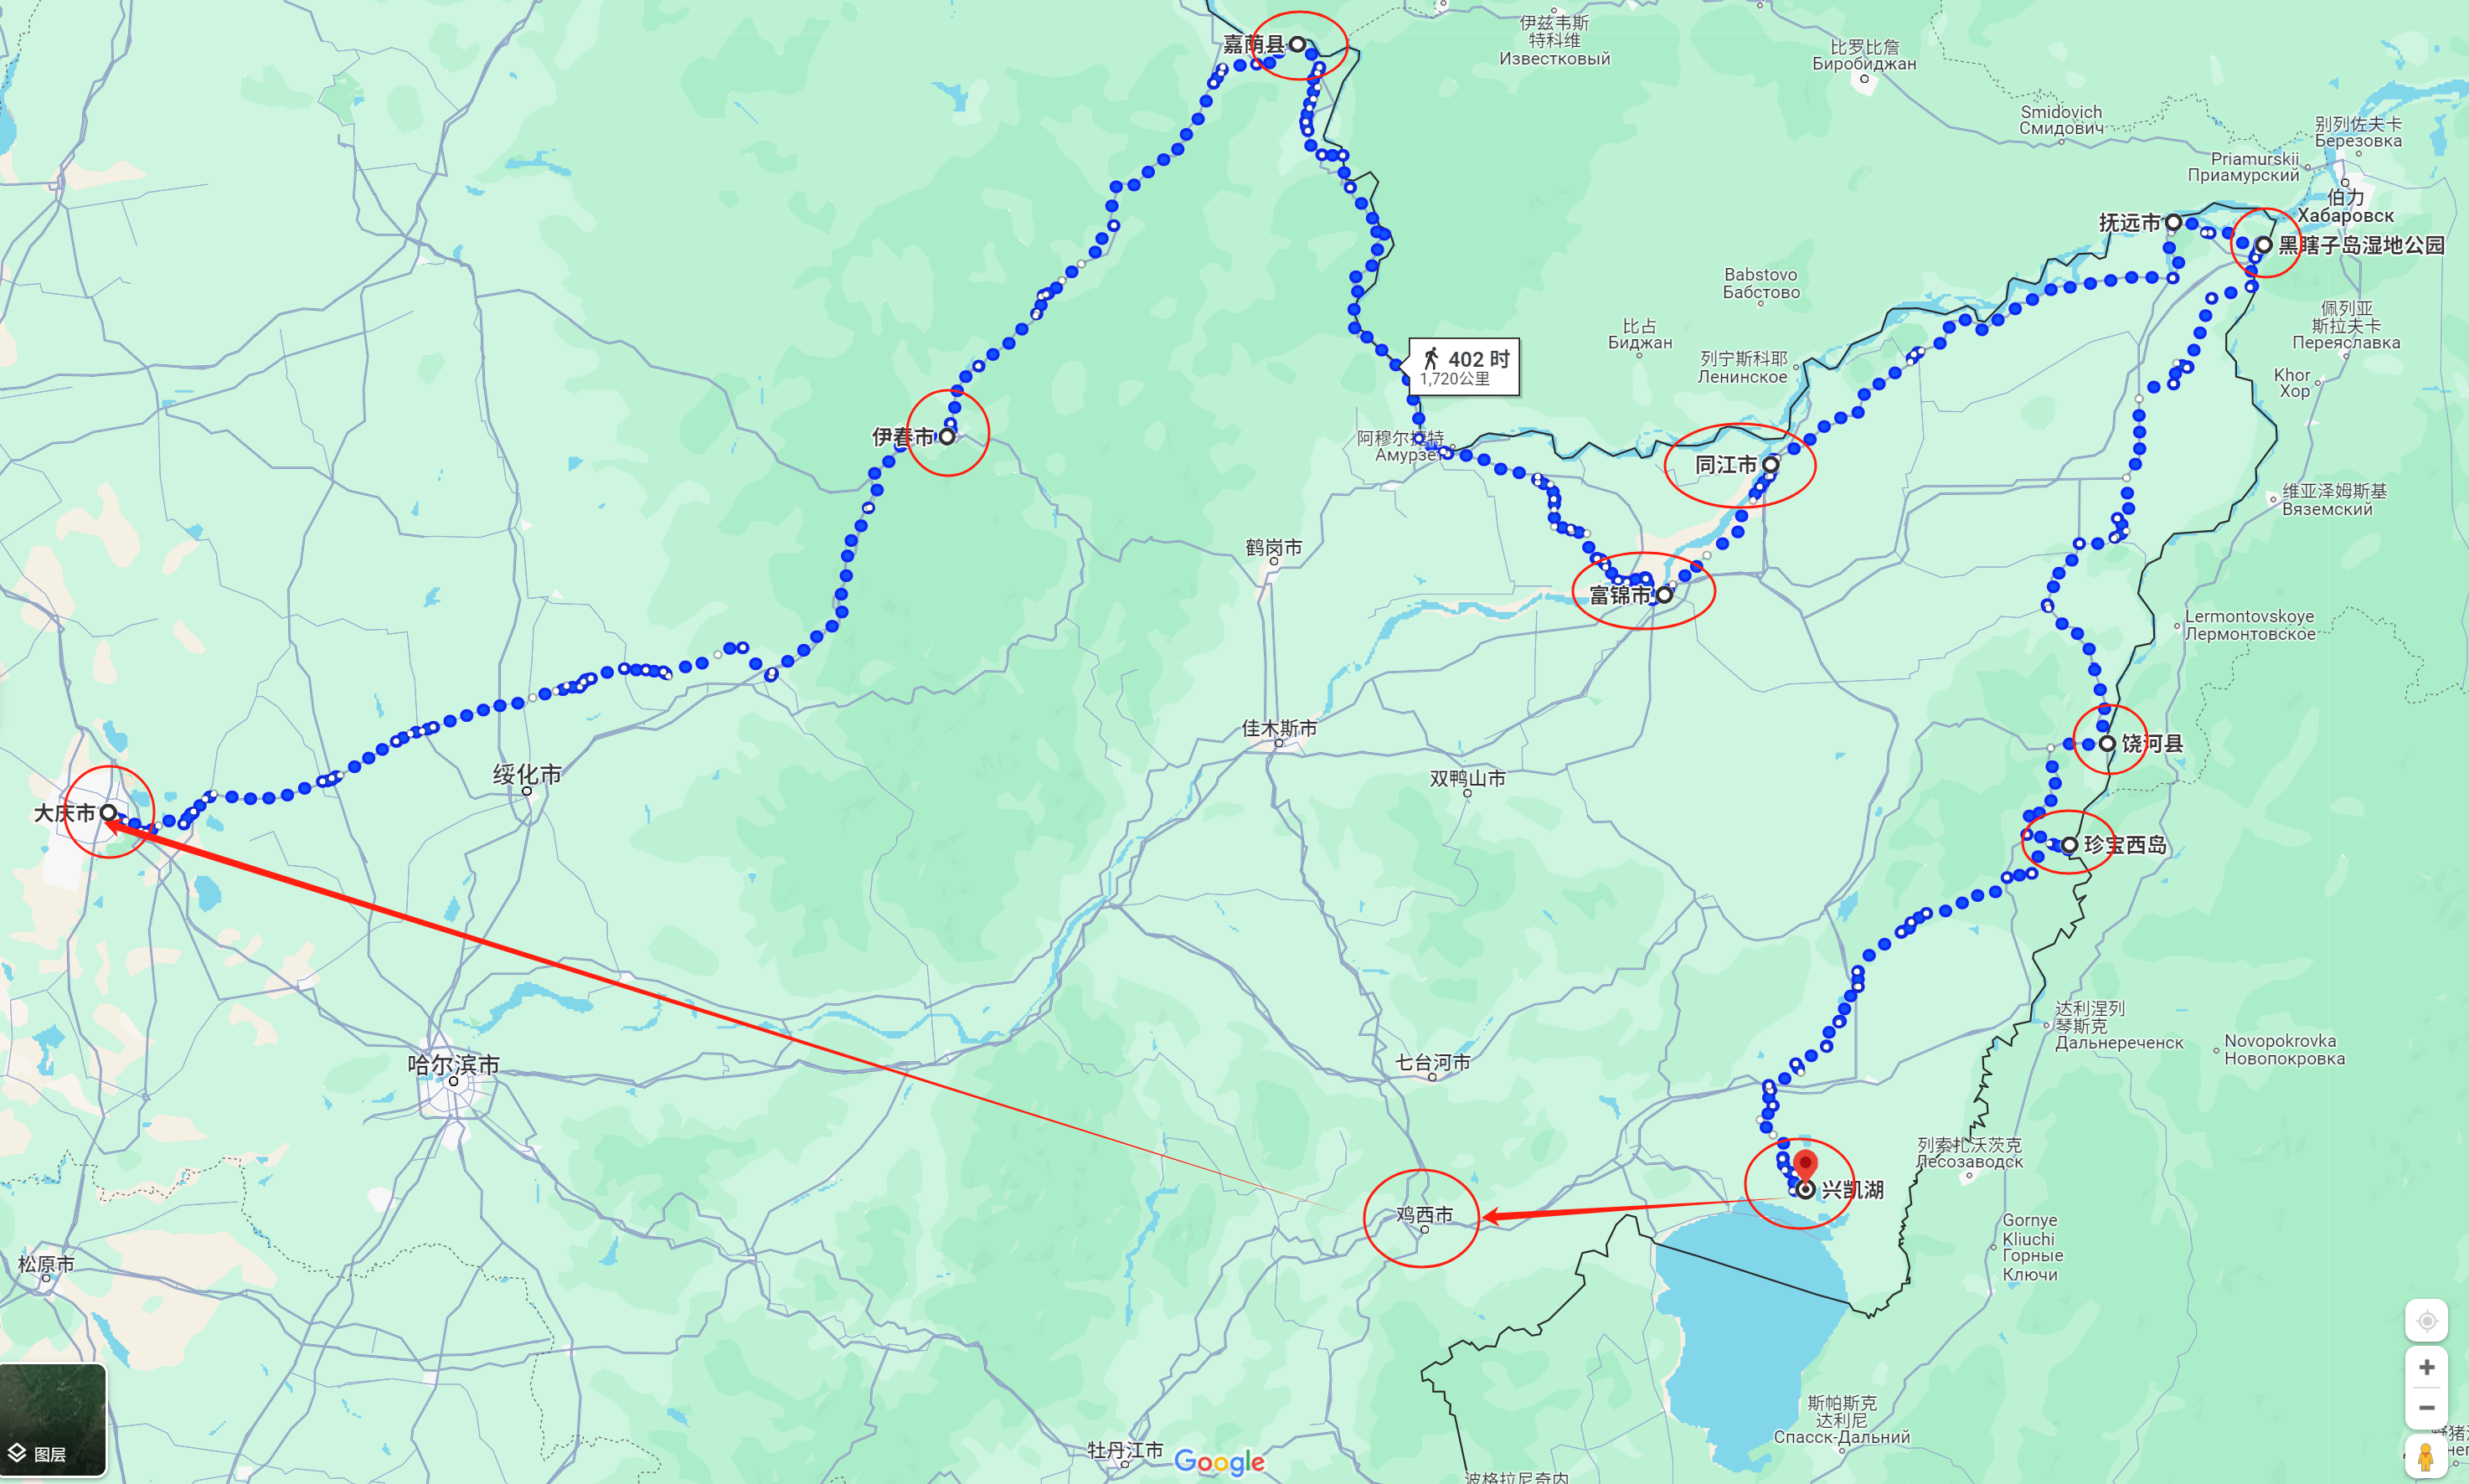 嘉荫县
伊兹韦斯
特科维
Известковый
比罗比詹
Биробиджан
Smidovich
Смидович
别列佐夫卡
Березовка
Priamurskii
Приамурский
伯力
Хабаровск
抚远市
黑瞎子岛湿地公园
Babstovo
Бабстово
比占
Биджан
列宁斯科耶
Ленинское
佩列亚
斯拉夫卡
Переяславка
Khor
Хор
402 时
1,720公里
伊春市
阿穆尔捷特
Амурзет
同江市
维亚泽姆斯基
Вяземский
鹤岗市
富锦市
Lermontovskoye
Лермонтовское
佳木斯市
双鸭山市
饶河县
绥化市
大庆市
珍宝西岛
达利涅列
琴斯克
Дальнереченск
Novopokrovka
Новопокровка
哈尔滨市
七台河市
列索扎沃茨克
Лесозаводск
兴凯湖
鸡西市
Gornye
Kliuchi
Горные
Ключи
松原市
斯帕斯克
达利尼
Спасск-Дальний
牡丹江市
Google
图层
波格拉尼奇内